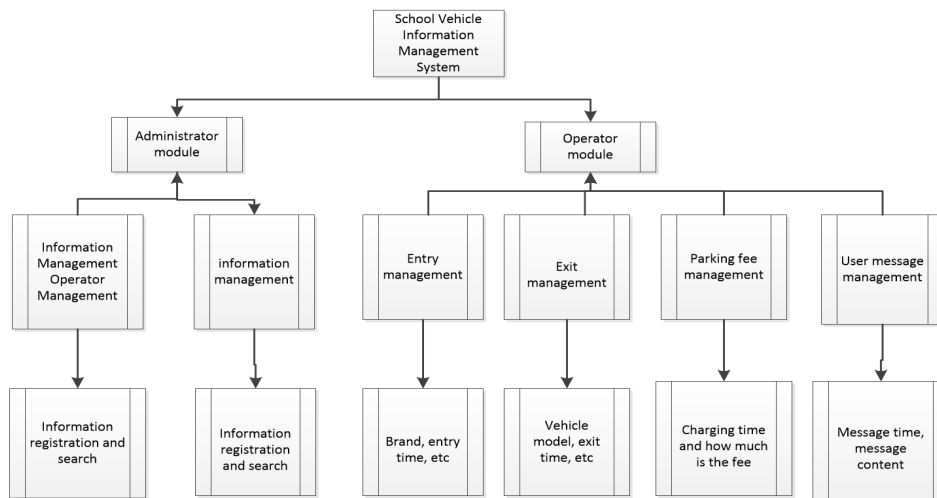 School Vehicle
Information
Management
System
Administrator
module
Operator
module
Information
Management
Operator
Management
information
management
Entry
management
Exit
management
Parking fee
management
User message
management
Information
registration and
search
Information
registration
and search
Brand, entry
time, etc
Vehicle
model, exit
time, etc
Charging time
and how much
is the fee
Message time,
message
content